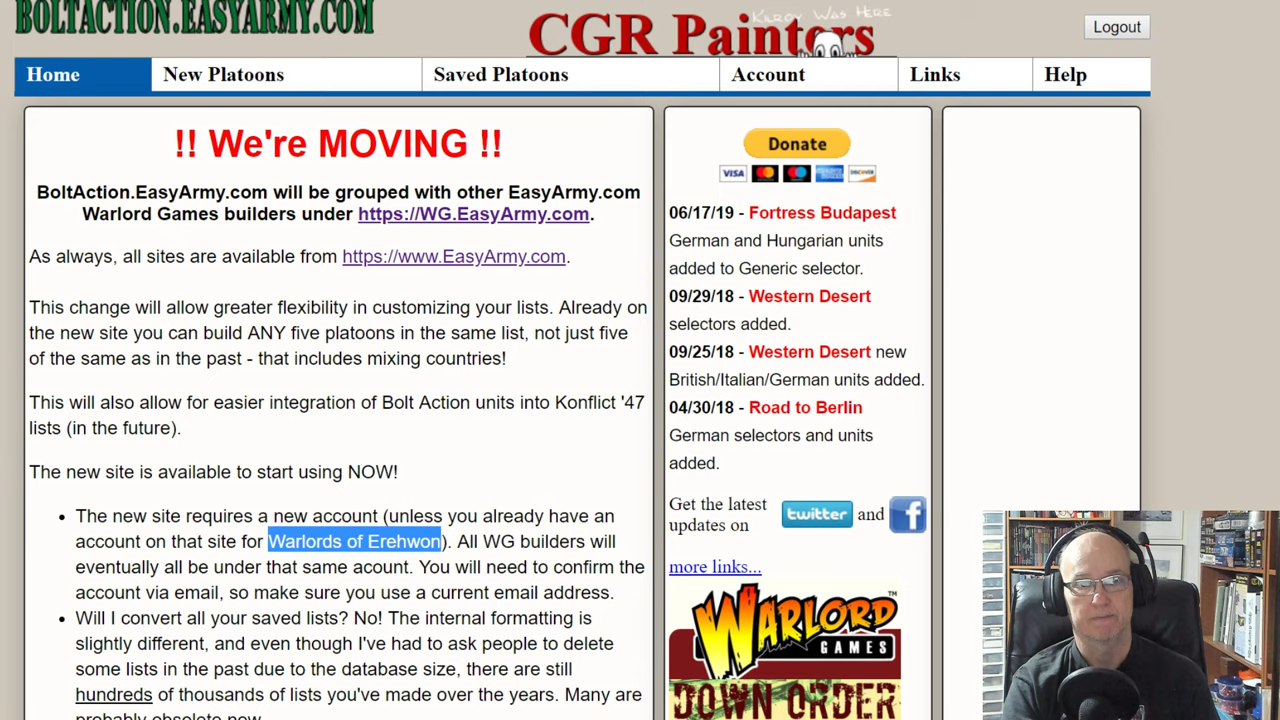 BOLTACTION.EASYARMY.COM
KILROY WAS HERE
CGR Painters
Logout
Home
New Platoons
Saved Platoons
Account
Links
Help
!! We're MOVING !!
BoltAction.EasyArmy.com will be grouped with other EasyArmy.com
Warlord Games builders under https://WG.EasyArmy.com.
As always, all sites are available from https://www.EasyArmy.com.
This change will allow greater flexibility in customizing your lists. Already on
the new site you can build ANY five platoons in the same list, not just five
of the same as in the past - that includes mixing countries!
This will also allow for easier integration of Bolt Action units into Konflict '47
lists (in the future).
The new site is available to start using NOW!
• The new site requires a new account (unless you already have an
account on that site for Warlords of Erehwon). All WG builders will
eventually all be under that same acount. You will need to confirm the
account via email, so make sure you use a current email address.
• Will I convert all your saved lists? No! The internal formatting is
slightly different, and even though I've had to ask people to delete
some lists in the past due to the database size, there are still
hundreds of thousands of lists you've made over the years. Many are
probably obsolete now.
Donate
VISA
AMERICAN EXPRESS
DISCOVER
06/17/19 - Fortress Budapest
German and Hungarian units
added to Generic selector.
09/29/18 - Western Desert
selectors added.
09/25/18 - Western Desert new
British/Italian/German units added.
04/30/18 - Road to Berlin
German selectors and units
added.
Get the latest
updates on
twitter and f
more links...
WARLORD™
GAMES
DOWN ORDER